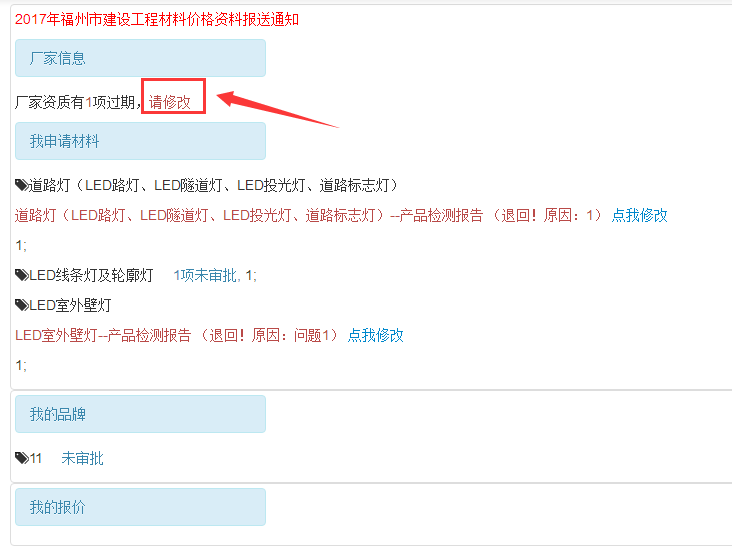 2017年福州市建设工程材料价格资料报送通知
厂家信息
厂家资质有1项过期，请修改
我申请材料
道路灯（LED路灯、LED隧道灯、LED投光灯、道路标志灯）
道路灯（LED路灯、LED隧道灯、LED投光灯、道路标志灯）--产品检测报告 （退回！原因：1） 点我修改
1;
LED线条灯及轮廓灯 1项未审批, 1;
LED室外壁灯
LED室外壁灯--产品检测报告 （退回！原因：问题1） 点我修改
1;
我的品牌
11 未审批
我的报价